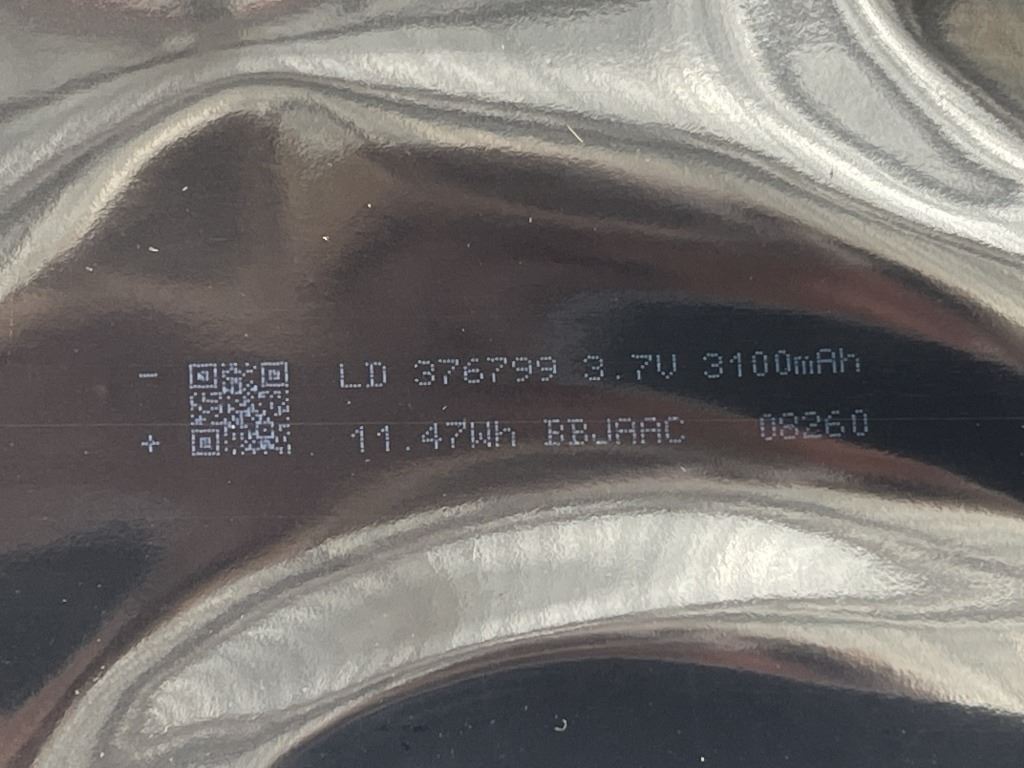 - LD 376799 3.7V 3100mAh
+ 11.47Wh BBJAAC 08260